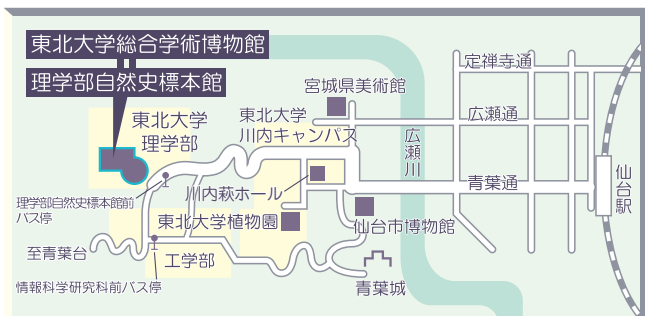 東北大学総合学術博物館
理学部自然史標本館
東北大学
理学部
宮城県美術館
東北大学
川内キャンパス
広瀬川
定禅寺通
広瀬通
青葉通
仙台駅
川内萩ホール
理学部自然史標本館前
バス停
東北大学植物園
仙台市博物館
至青葉台
工学部
情報科学研究科前バス停
青葉城